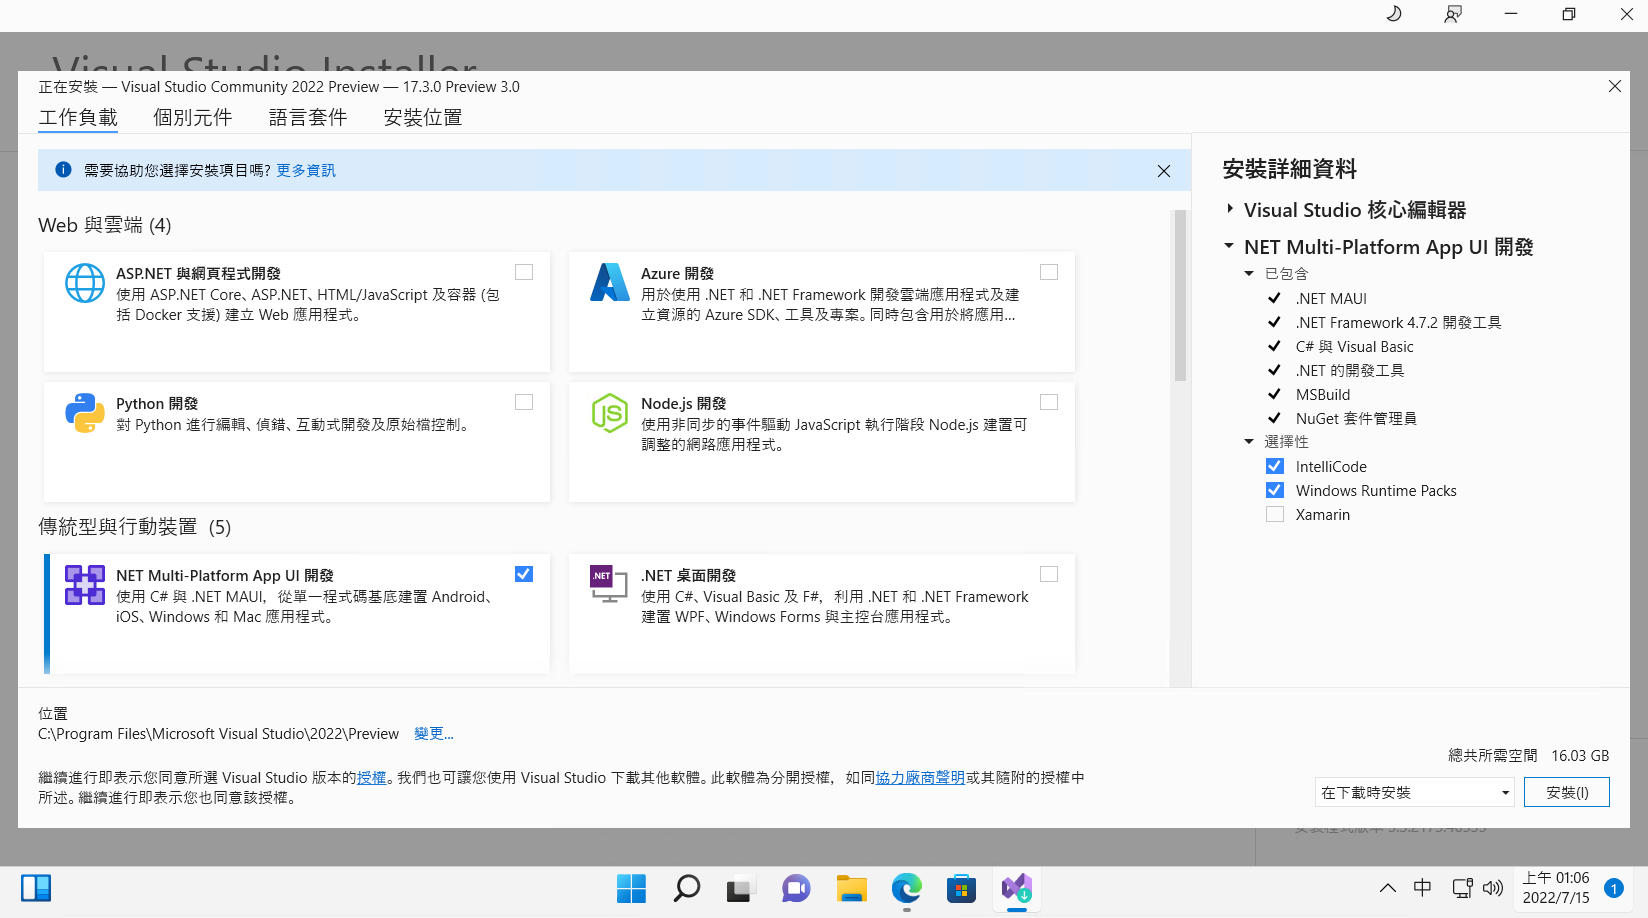 Visual Studio Installer
正在安裝 — Visual Studio Community 2022 Preview — 17.3.0 Preview 3.0
工作負載 個別元件 語言套件 安裝位置
需要協助您選擇安裝項目嗎? 更多資訊
Web 與雲端 (4)
ASP.NET 與網頁程式開發
使用 ASP.NET Core、ASP.NET、HTML/JavaScript 及容器 (包
括 Docker 支援) 建立 Web 應用程式。
Azure 開發
用於使用 .NET 和 .NET Framework 開發雲端應用程式及建
立資源的 Azure SDK、工具及專案。同時包含用於將應用...
Python 開發
對 Python 進行編輯、偵錯、互動式開發及原始檔控制。
Node.js 開發
使用非同步的事件驅動 JavaScript 執行階段 Node.js 建置可
調整的網路應用程式。
傳統型與行動裝置 (5)
NET Multi-Platform App UI 開發
使用 C# 與 .NET MAUI，從單一程式碼基底建置 Android、
iOS、Windows 和 Mac 應用程式。
.NET
.NET 桌面開發
使用 C#、Visual Basic 及 F#，利用 .NET 和 .NET Framework
建置 WPF、Windows Forms 與主控台應用程式。
安裝詳細資料
Visual Studio 核心編輯器
NET Multi-Platform App UI 開發
已包含
.NET MAUI
.NET Framework 4.7.2 開發工具
C# 與 Visual Basic
.NET 的開發工具
MSBuild
NuGet 套件管理員
選擇性
IntelliCode
Windows Runtime Packs
Xamarin
位置
C:\Program Files\Microsoft Visual Studio\2022\Preview 變更...
繼續進行即表示您同意所選 Visual Studio 版本的授權。我們也可讓您使用 Visual Studio 下載其他軟體。此軟體為分開授權，如同協力廠商聲明或其隨附的授權中
所述。繼續進行即表示您也同意該授權。
總共所需空間 16.03 GB
在下載時安裝 安裝(I)
中
上午 01:06
2022/7/15
1